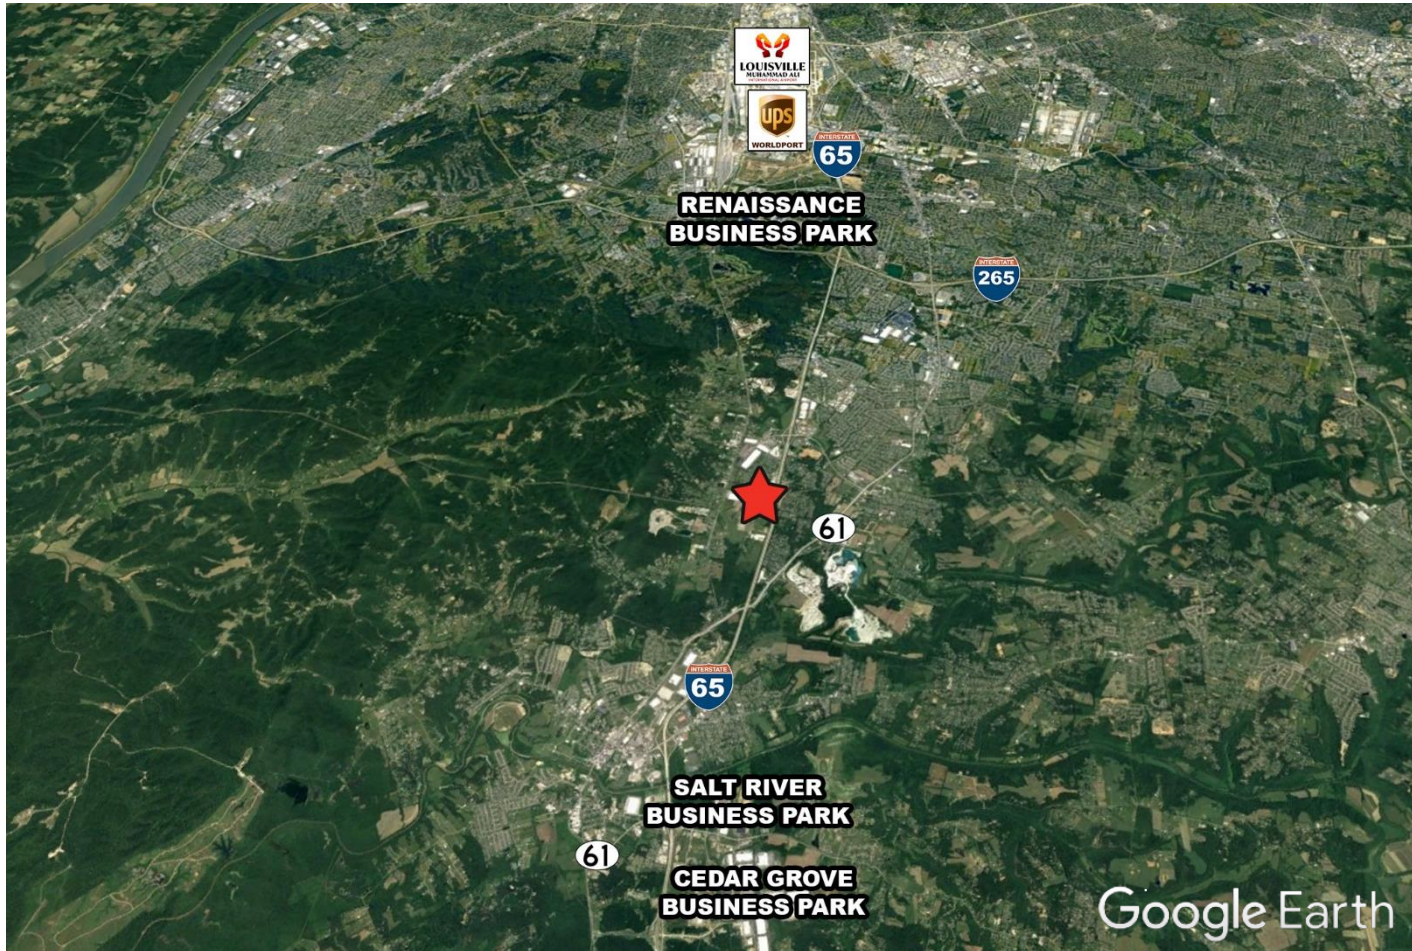 LOUISVILLE
MUHAMMAD ALI
INTERNATIONAL AIRPORT
ups
WORLDPORT
INTERSTATE
65
RENAISSANCE
BUSINESS PARK
INTERSTATE
265
61
INTERSTATE
65
SALT RIVER
BUSINESS PARK
61
CEDAR GROVE
BUSINESS PARK
Google Earth